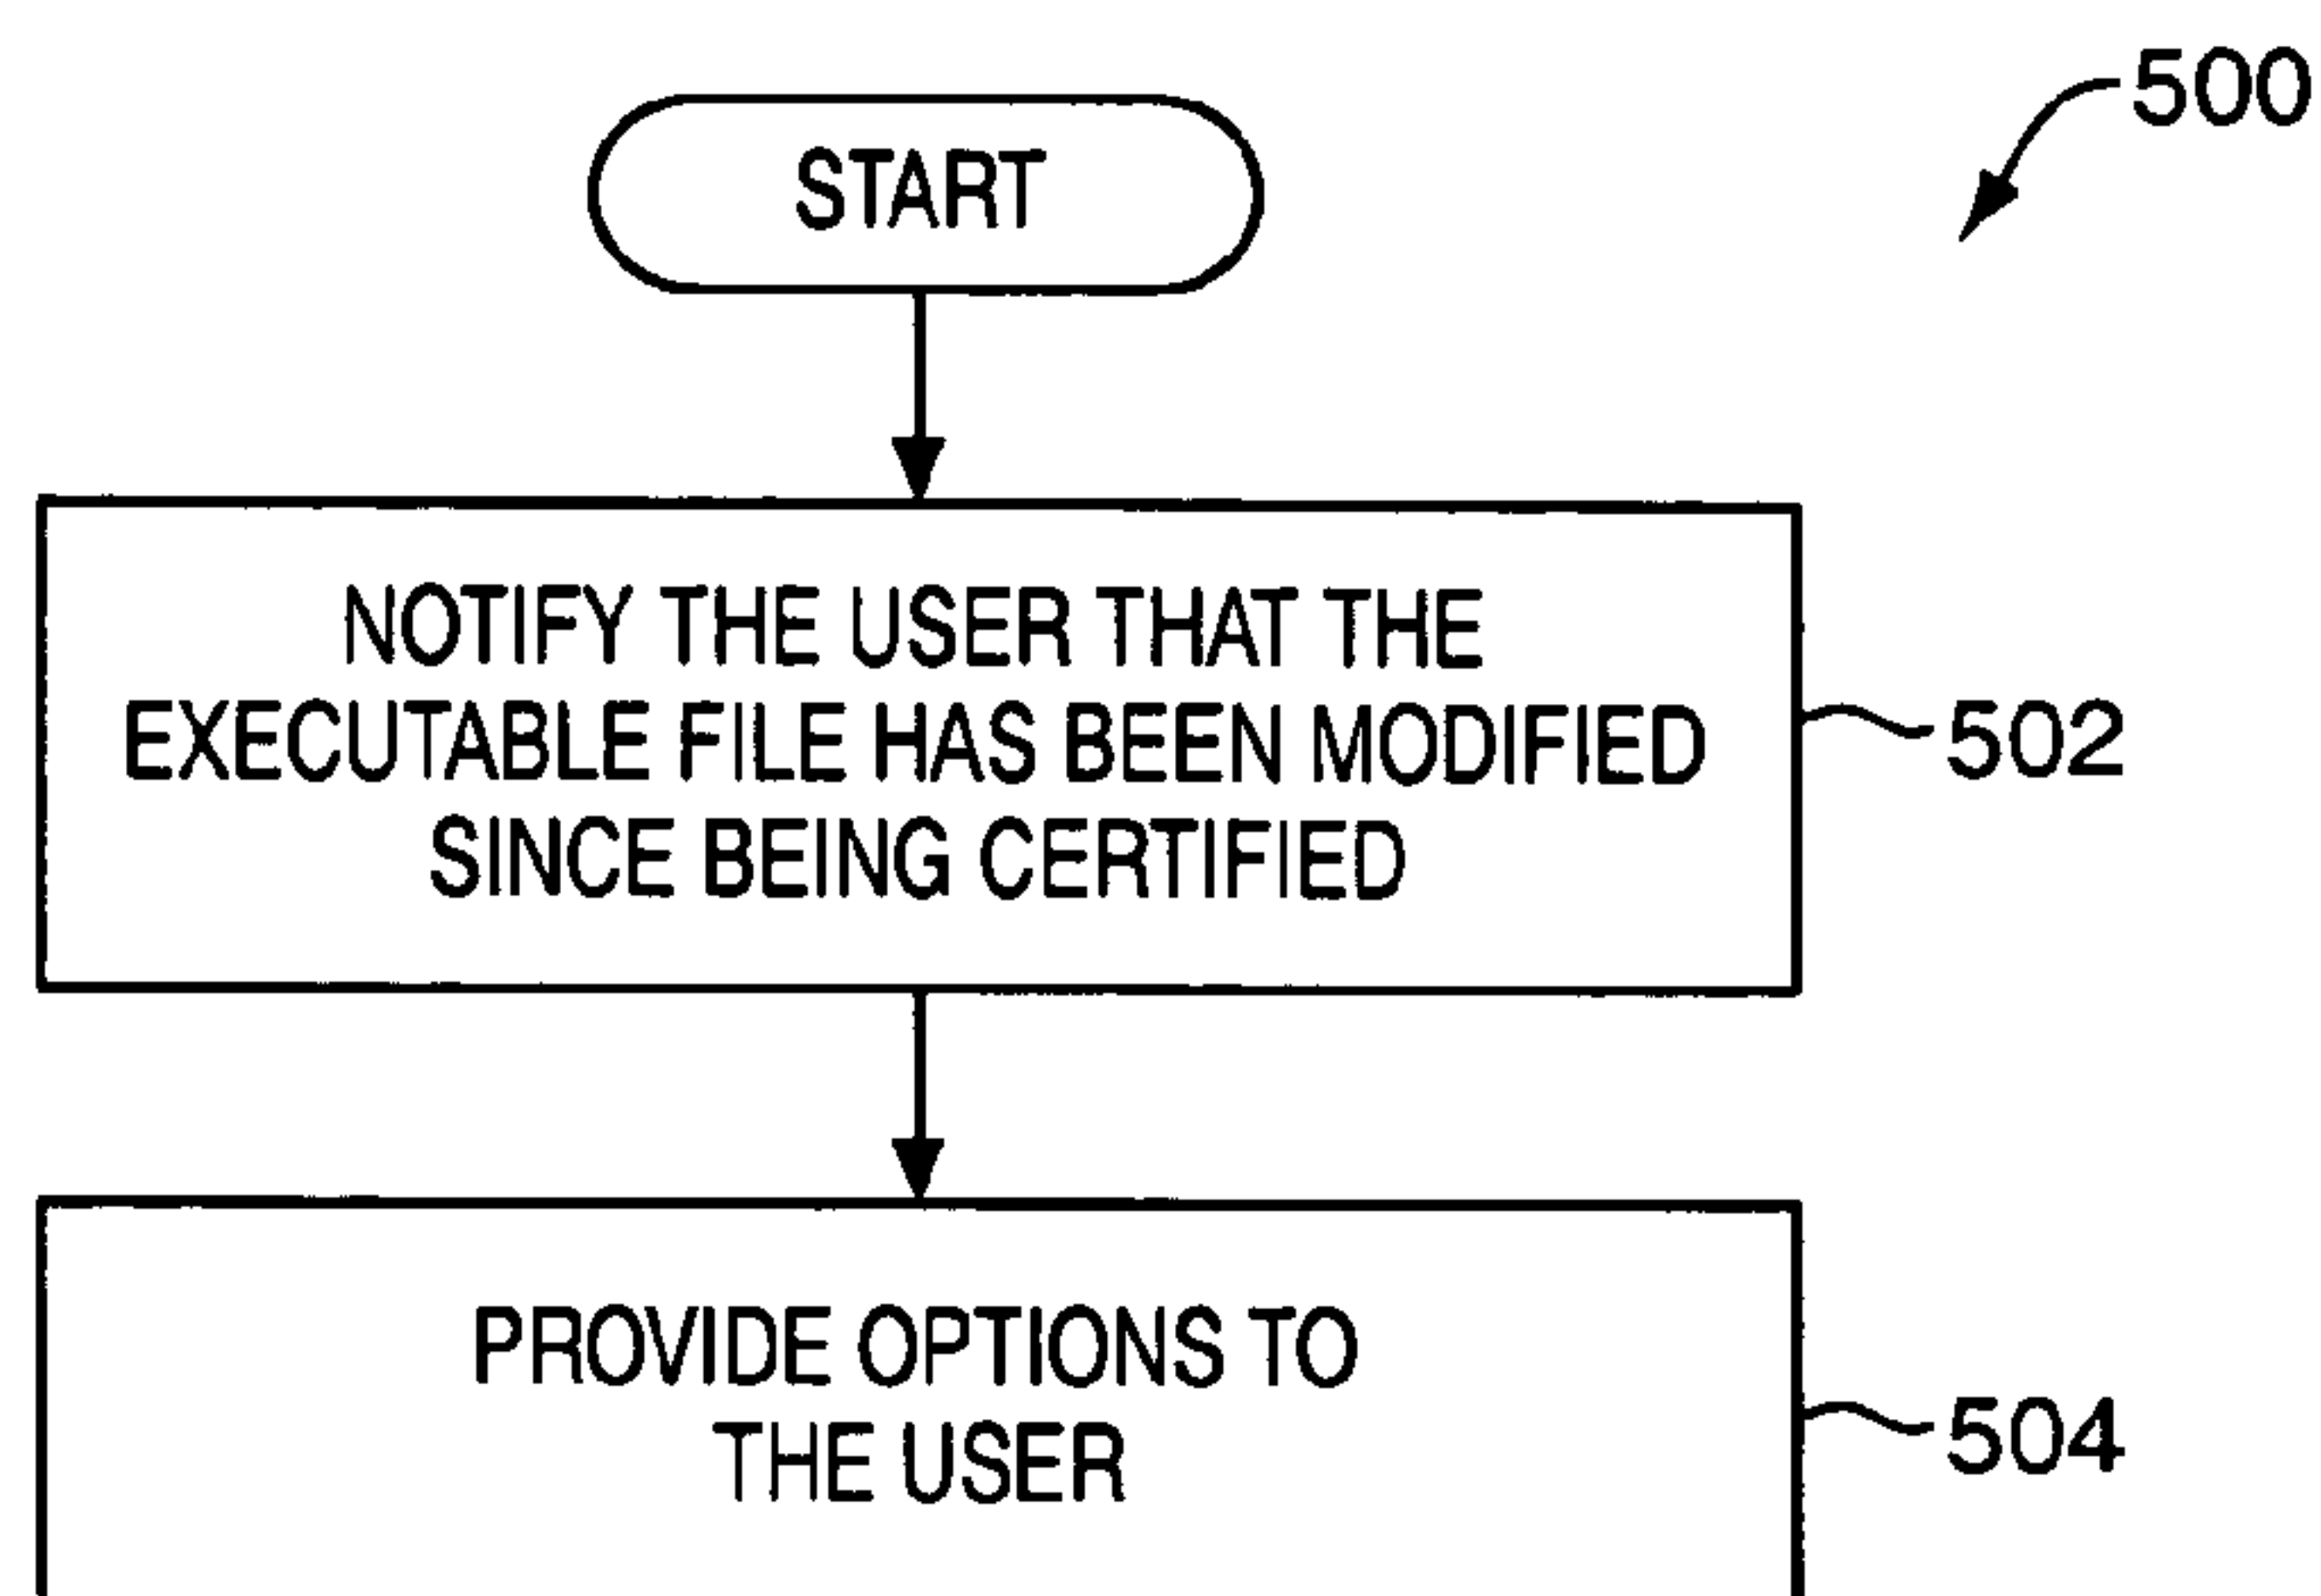 500
START
NOTIFY THE USER THAT THE
EXECUTABLE FILE HAS BEEN MODIFIED
SINCE BEING CERTIFIED
502
PROVIDE OPTIONS TO
THE USER
504